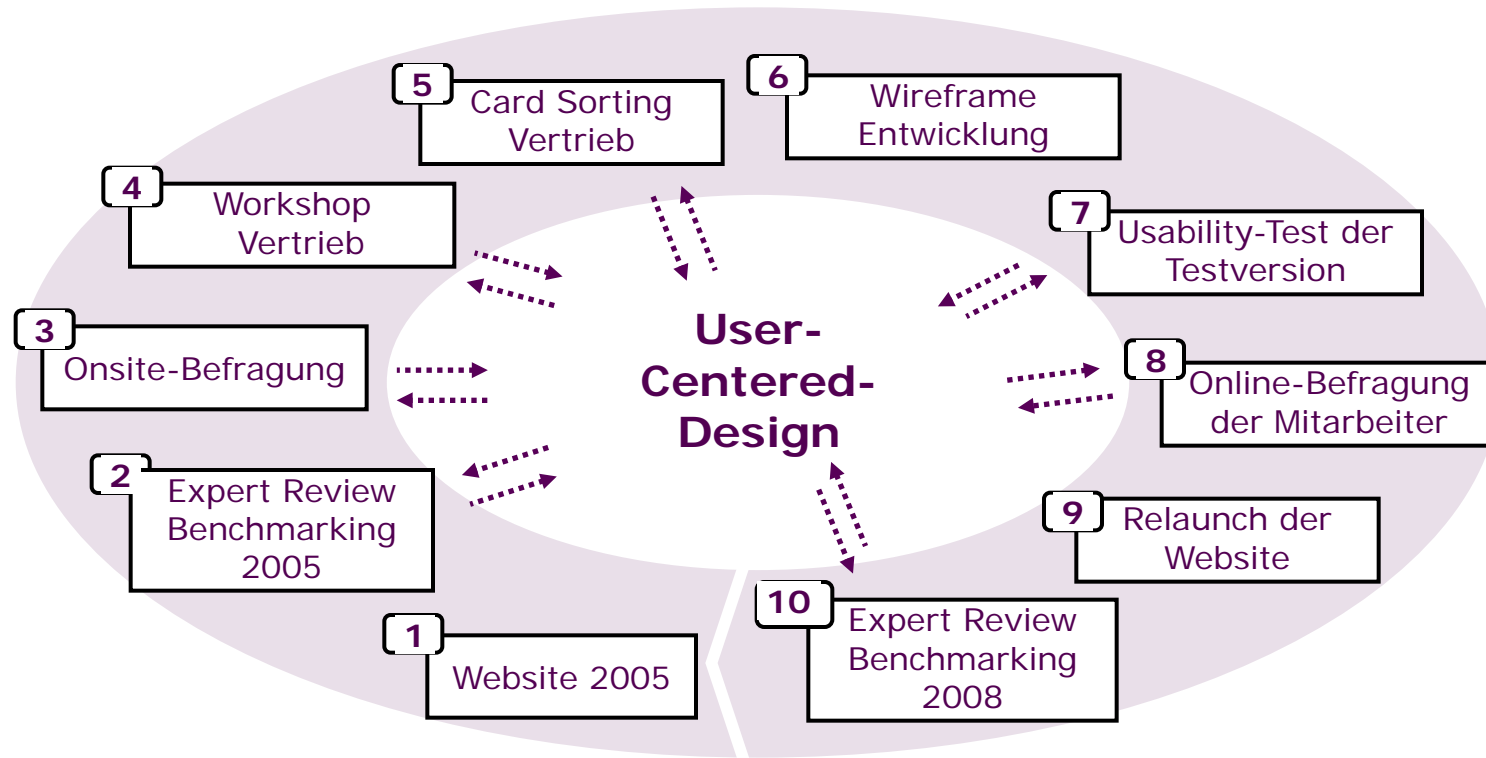 5
Card Sorting
Vertrieb
6
Wireframe
Entwicklung
4
Workshop
Vertrieb
7
Usability-Test der
Testversion
3
Onsite-Befragung
User-
Centered-
Design
8
Online-Befragung
der Mitarbeiter
2
Expert Review
Benchmarking
2005
9
Relaunch der
Website
1
Website 2005
10
Expert Review
Benchmarking
2008